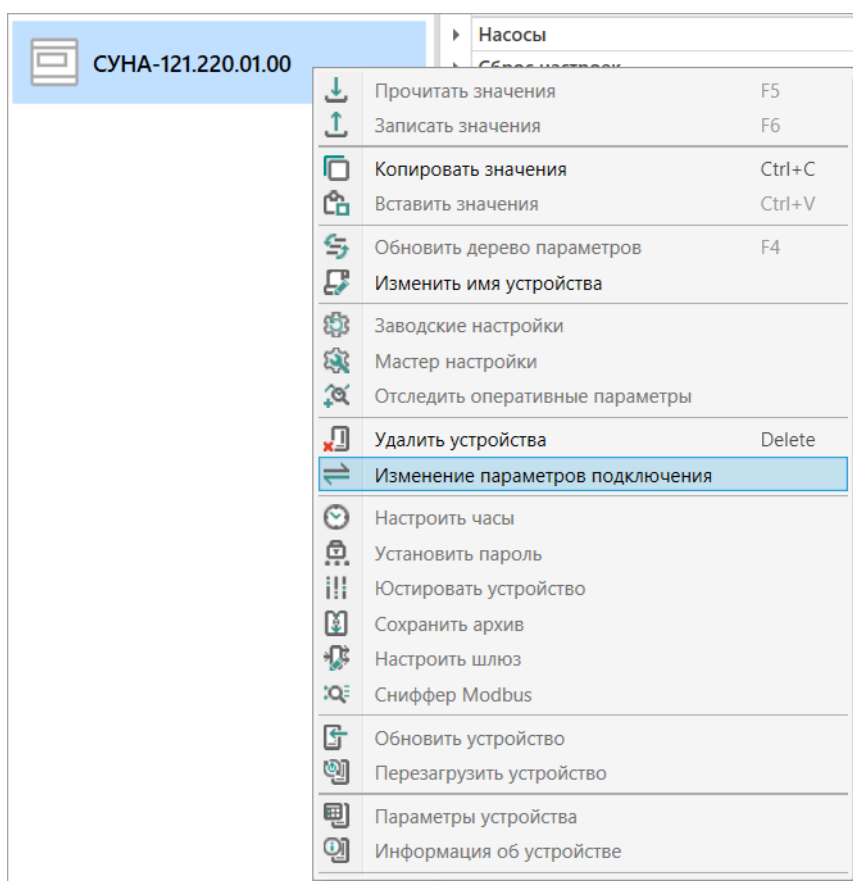 Насосы
СУНА-121.220.01.00
Сброс настроек
Прочитать значения F5
Записать значения F6
Копировать значения Ctrl+C
Вставить значения Ctrl+V
Обновить дерево параметров F4
Изменить имя устройства
Заводские настройки
Мастер настройки
Отследить оперативные параметры
Удалить устройства Delete
Изменение параметров подключения
Настроить часы
Установить пароль
Юстировать устройство
Сохранить архив
Настроить шлюз
Сниффер Modbus
Обновить устройство
Перезагрузить устройство
Параметры устройства
Информация об устройстве